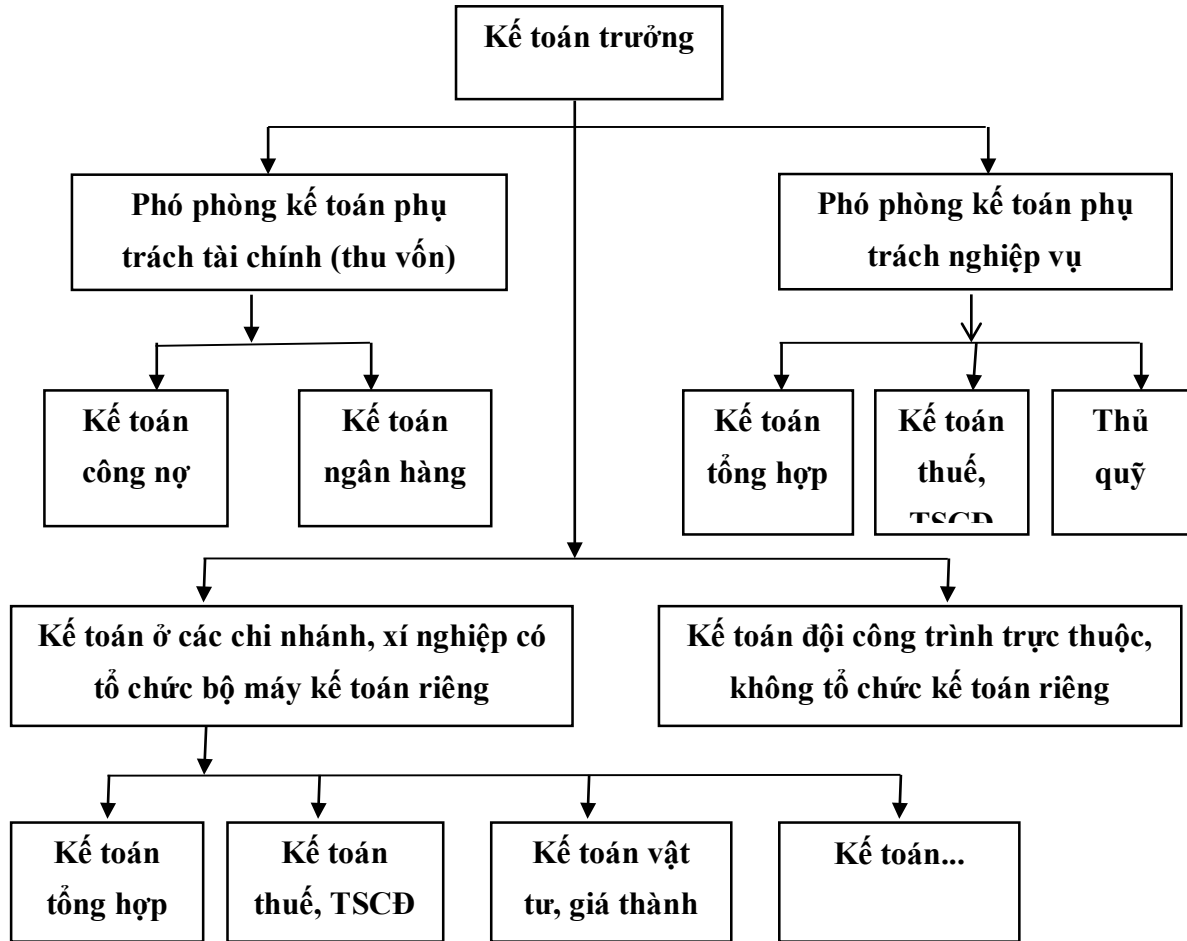 Kế toán trưởng
Phó phòng kế toán phụ
trách tài chính (thu vốn)
Phó phòng kế toán phụ
trách nghiệp vụ
Kế toán
công nợ
Kế toán
ngân hàng
Kế toán
tổng hợp
Kế toán
thuế,
TSCĐ
Thủ
quỹ
Kế toán ở các chi nhánh, xí nghiệp có
tổ chức bộ máy kế toán riêng
Kế toán đội công trình trực thuộc,
không tổ chức kế toán riêng
Kế toán
tổng hợp
Kế toán
thuế, TSCĐ
Kế toán vật
tư, giá thành
Kế toán...